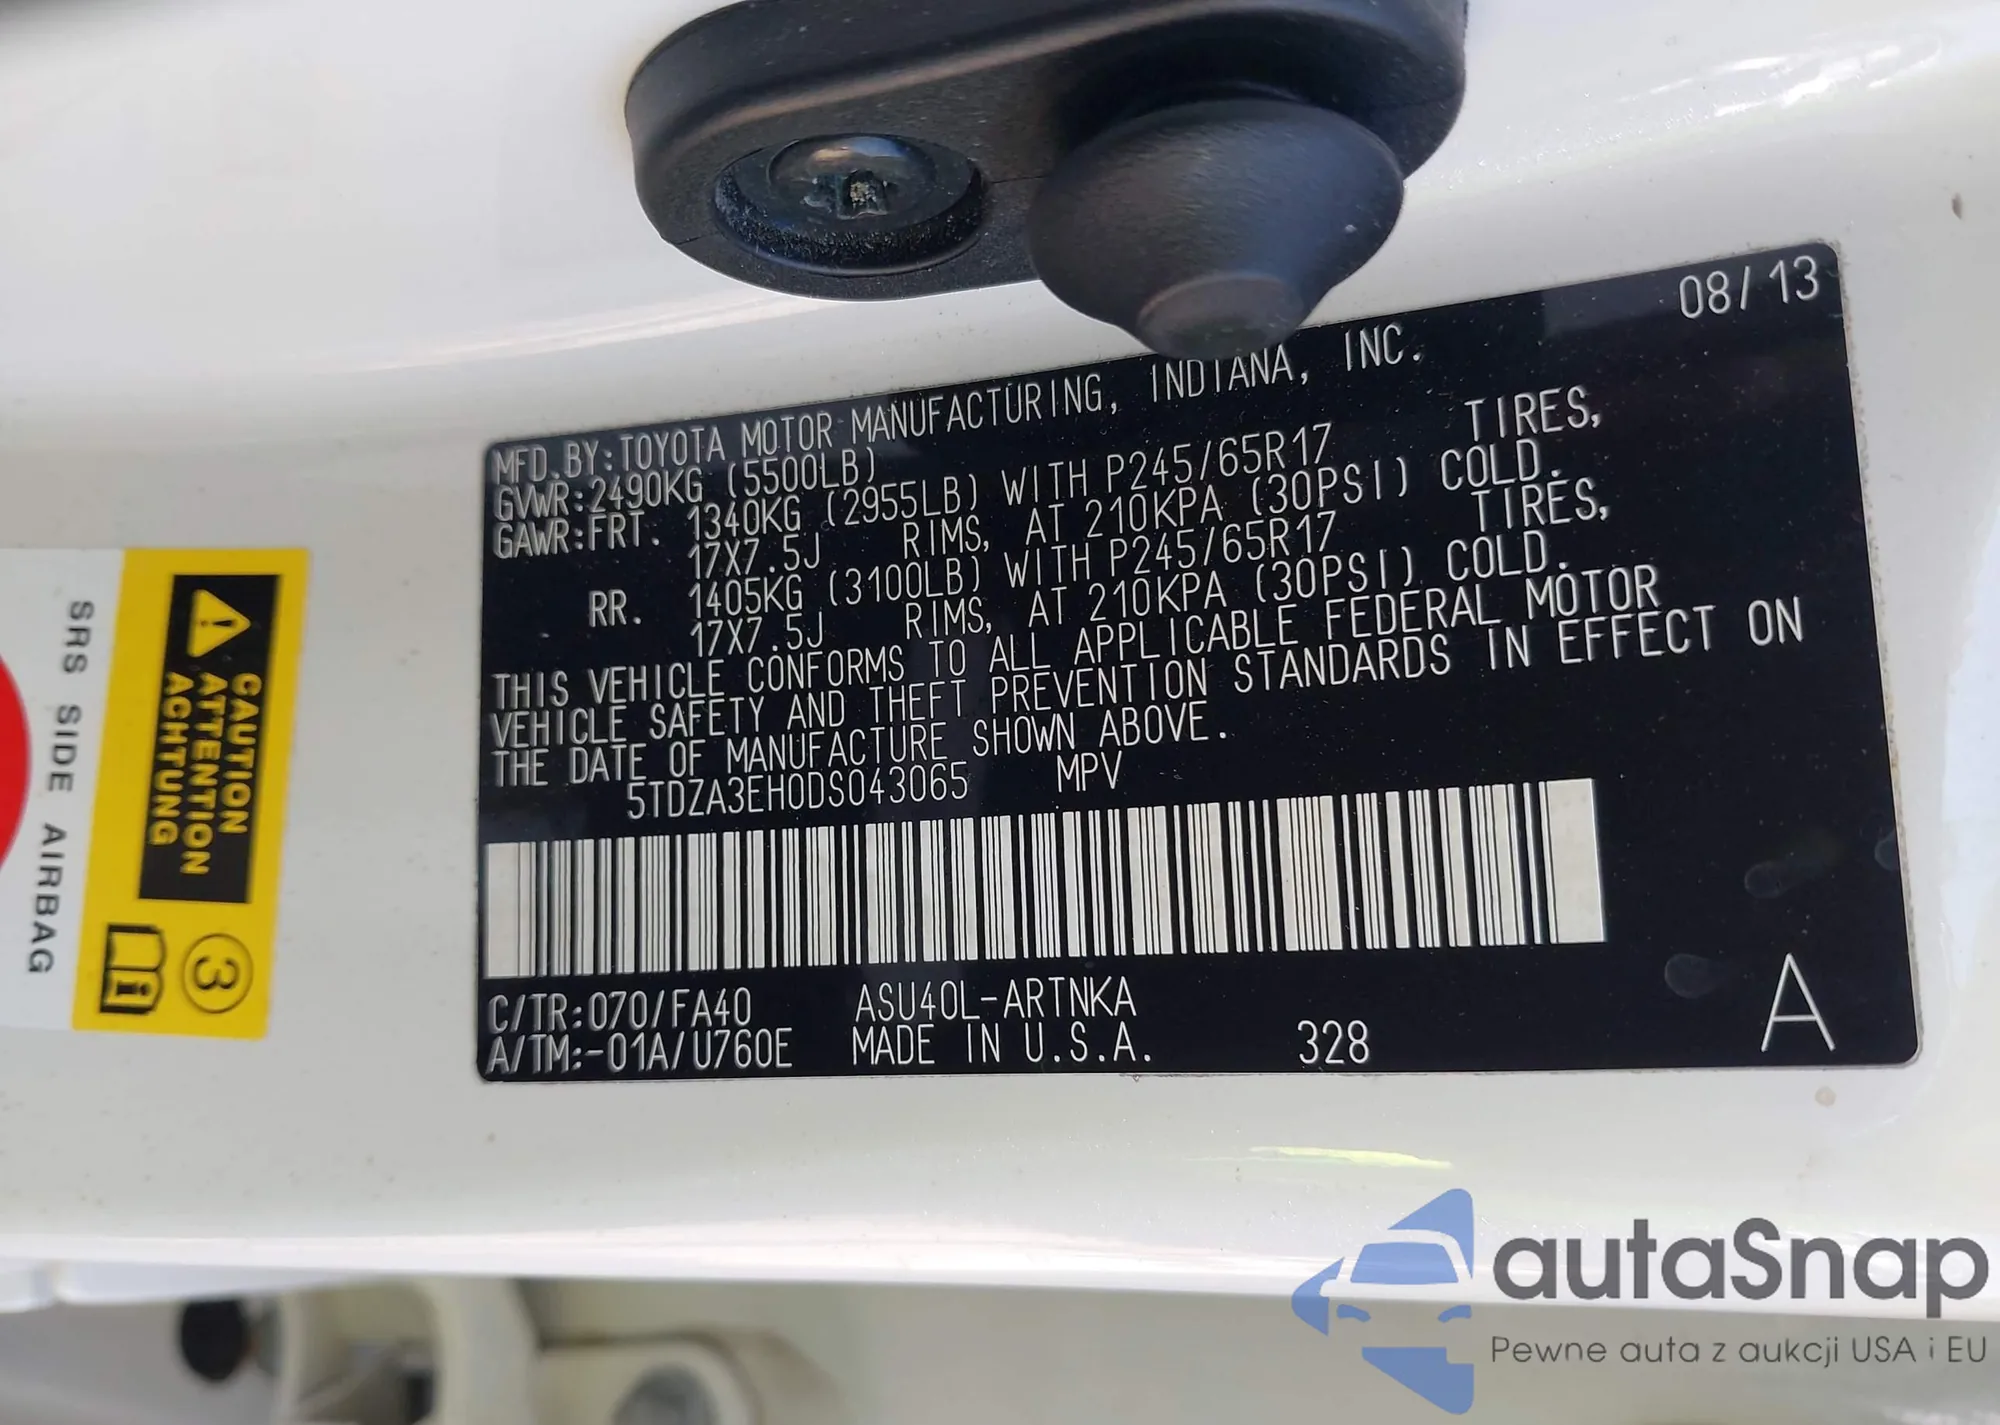 08/13
MFD.BY:TOYOTA MOTOR MANUFACTURING, INDIANA, INC.
GVWR:2490KG (5500LB)
GAWR:FRT. 1340KG (2955LB) WITH P245/65R17 TIRES,
17X7.5J RIMS, AT 210KPA (30PSI) COLD.
RR. 1405KG (3100LB) WITH P245/65R17 TIRES,
17X7.5J RIMS, AT 210KPA (30PSI) COLD.
THIS VEHICLE CONFORMS TO ALL APPLICABLE FEDERAL MOTOR
VEHICLE SAFETY AND THEFT PREVENTION STANDARDS IN EFFECT ON
THE DATE OF MANUFACTURE SHOWN ABOVE.
5TDZA3EH0DS043065 MPV
C/TR:070/FA40 ASU40L-ARTNKA
A/TM:-01A/U760E MADE IN U.S.A. 328
A
CAUTION
ATTENTION
ACHTUNG
3
i
SRS SIDE AIRBAG
autaSnap
Pewne auta z aukcji USA i EU